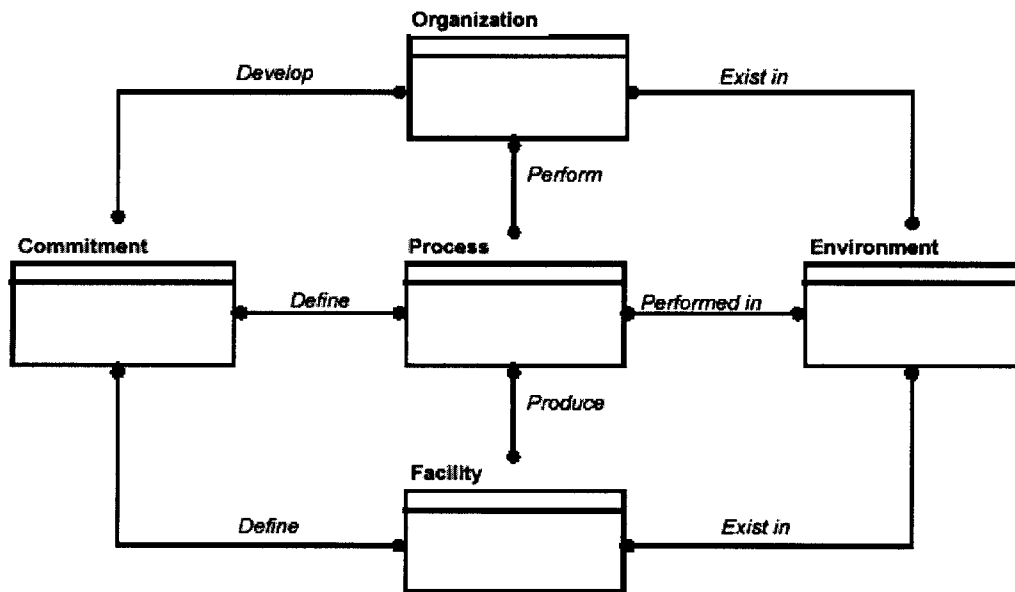 Organization
Develop
Exist in
Perform
Commitment
Process
Environment
Define
Performed in
Produce
Facility
Define
Exist in